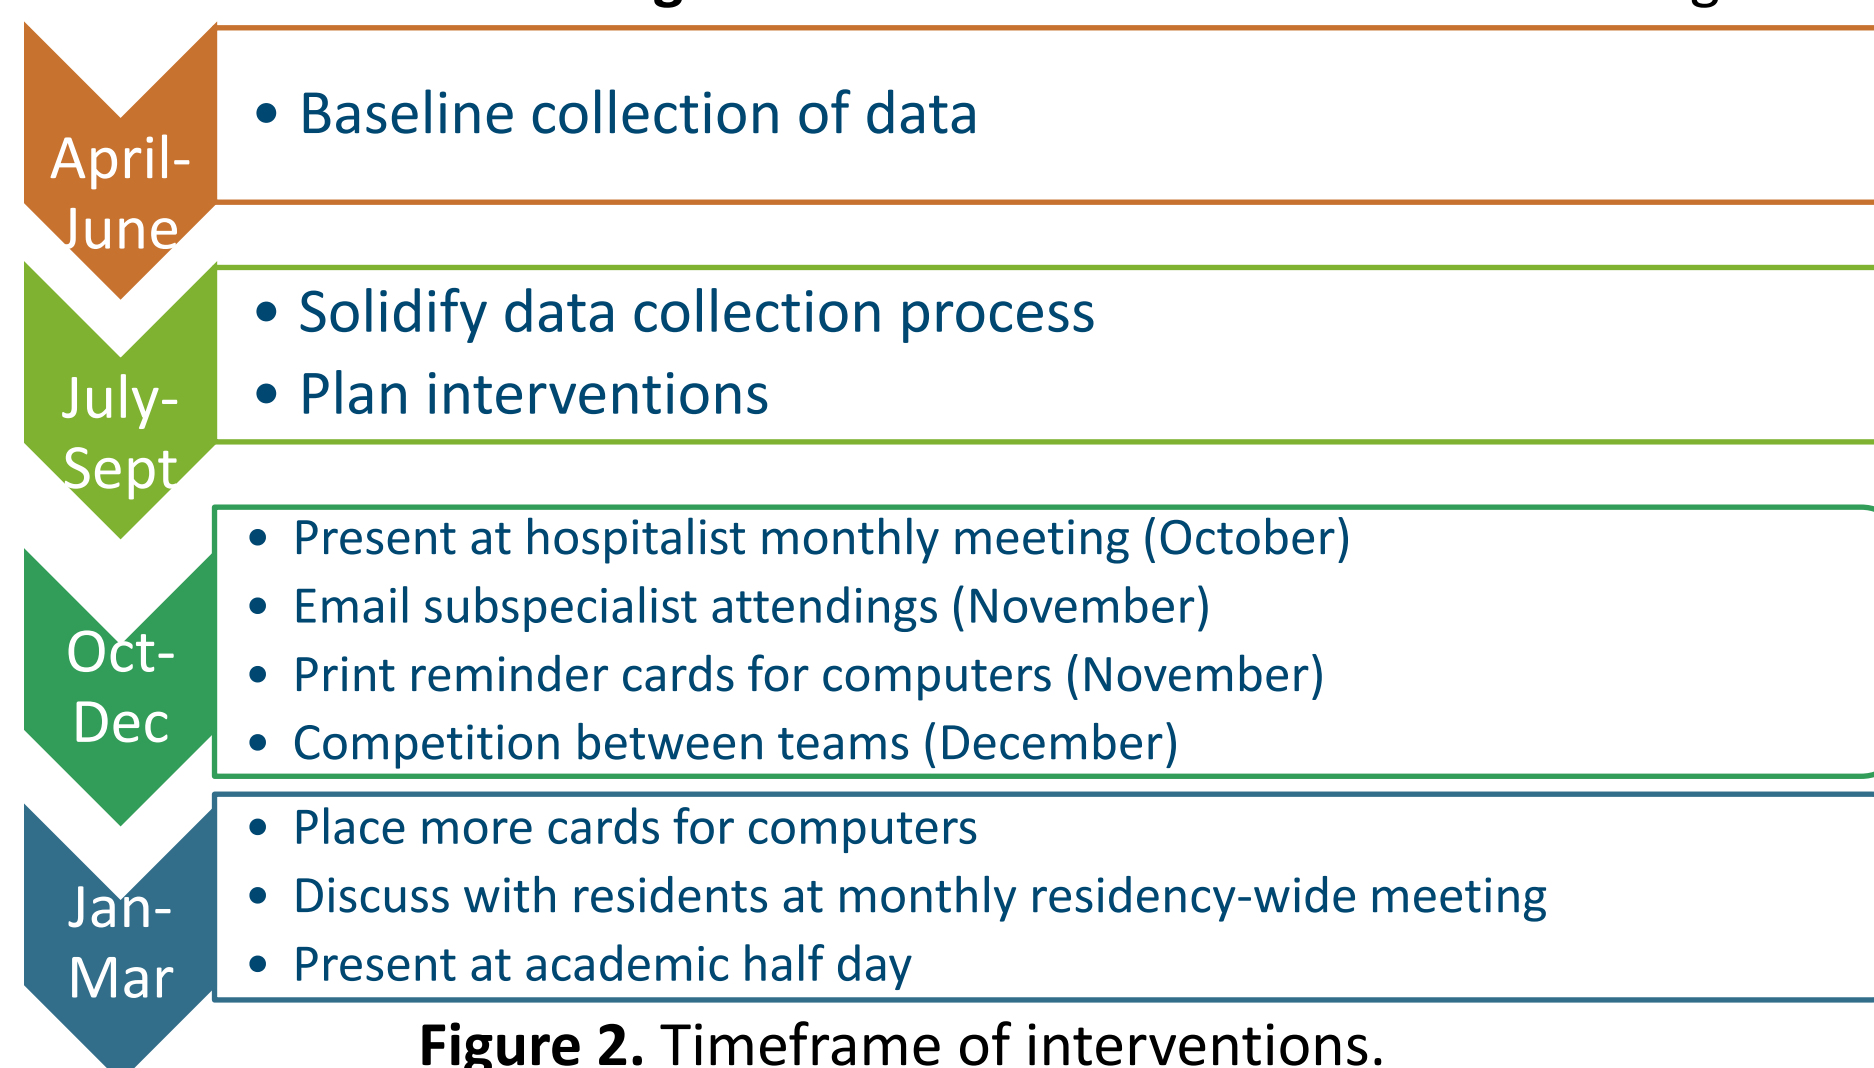 April-
June
• Baseline collection of data
July-
Sept
• Solidify data collection process
• Plan interventions
Oct-
Dec
• Present at hospitalist monthly meeting (October)
• Email subspecialist attendings (November)
• Print reminder cards for computers (November)
• Competition between teams (December)
Jan-
Mar
• Place more cards for computers
• Discuss with residents at monthly residency-wide meeting
• Present at academic half day
Figure 2. Timeframe of interventions.